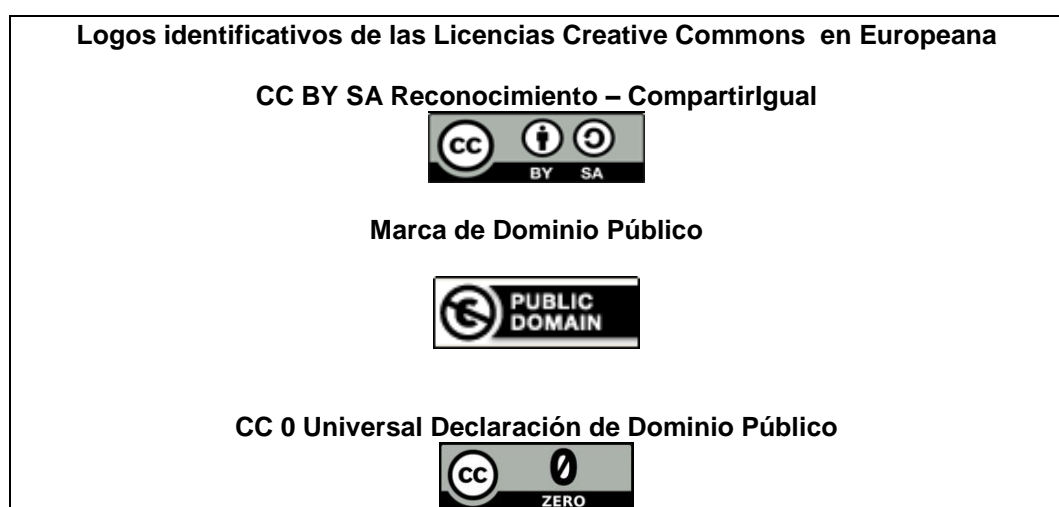 Logos identificativos de las Licencias Creative Commons en Europeana
CC BY SA Reconocimiento – CompartirIgual
cc
BY SA
Marca de Dominio Público
PUBLIC
DOMAIN
CC 0 Universal Declaración de Dominio Público
cc 0
ZERO